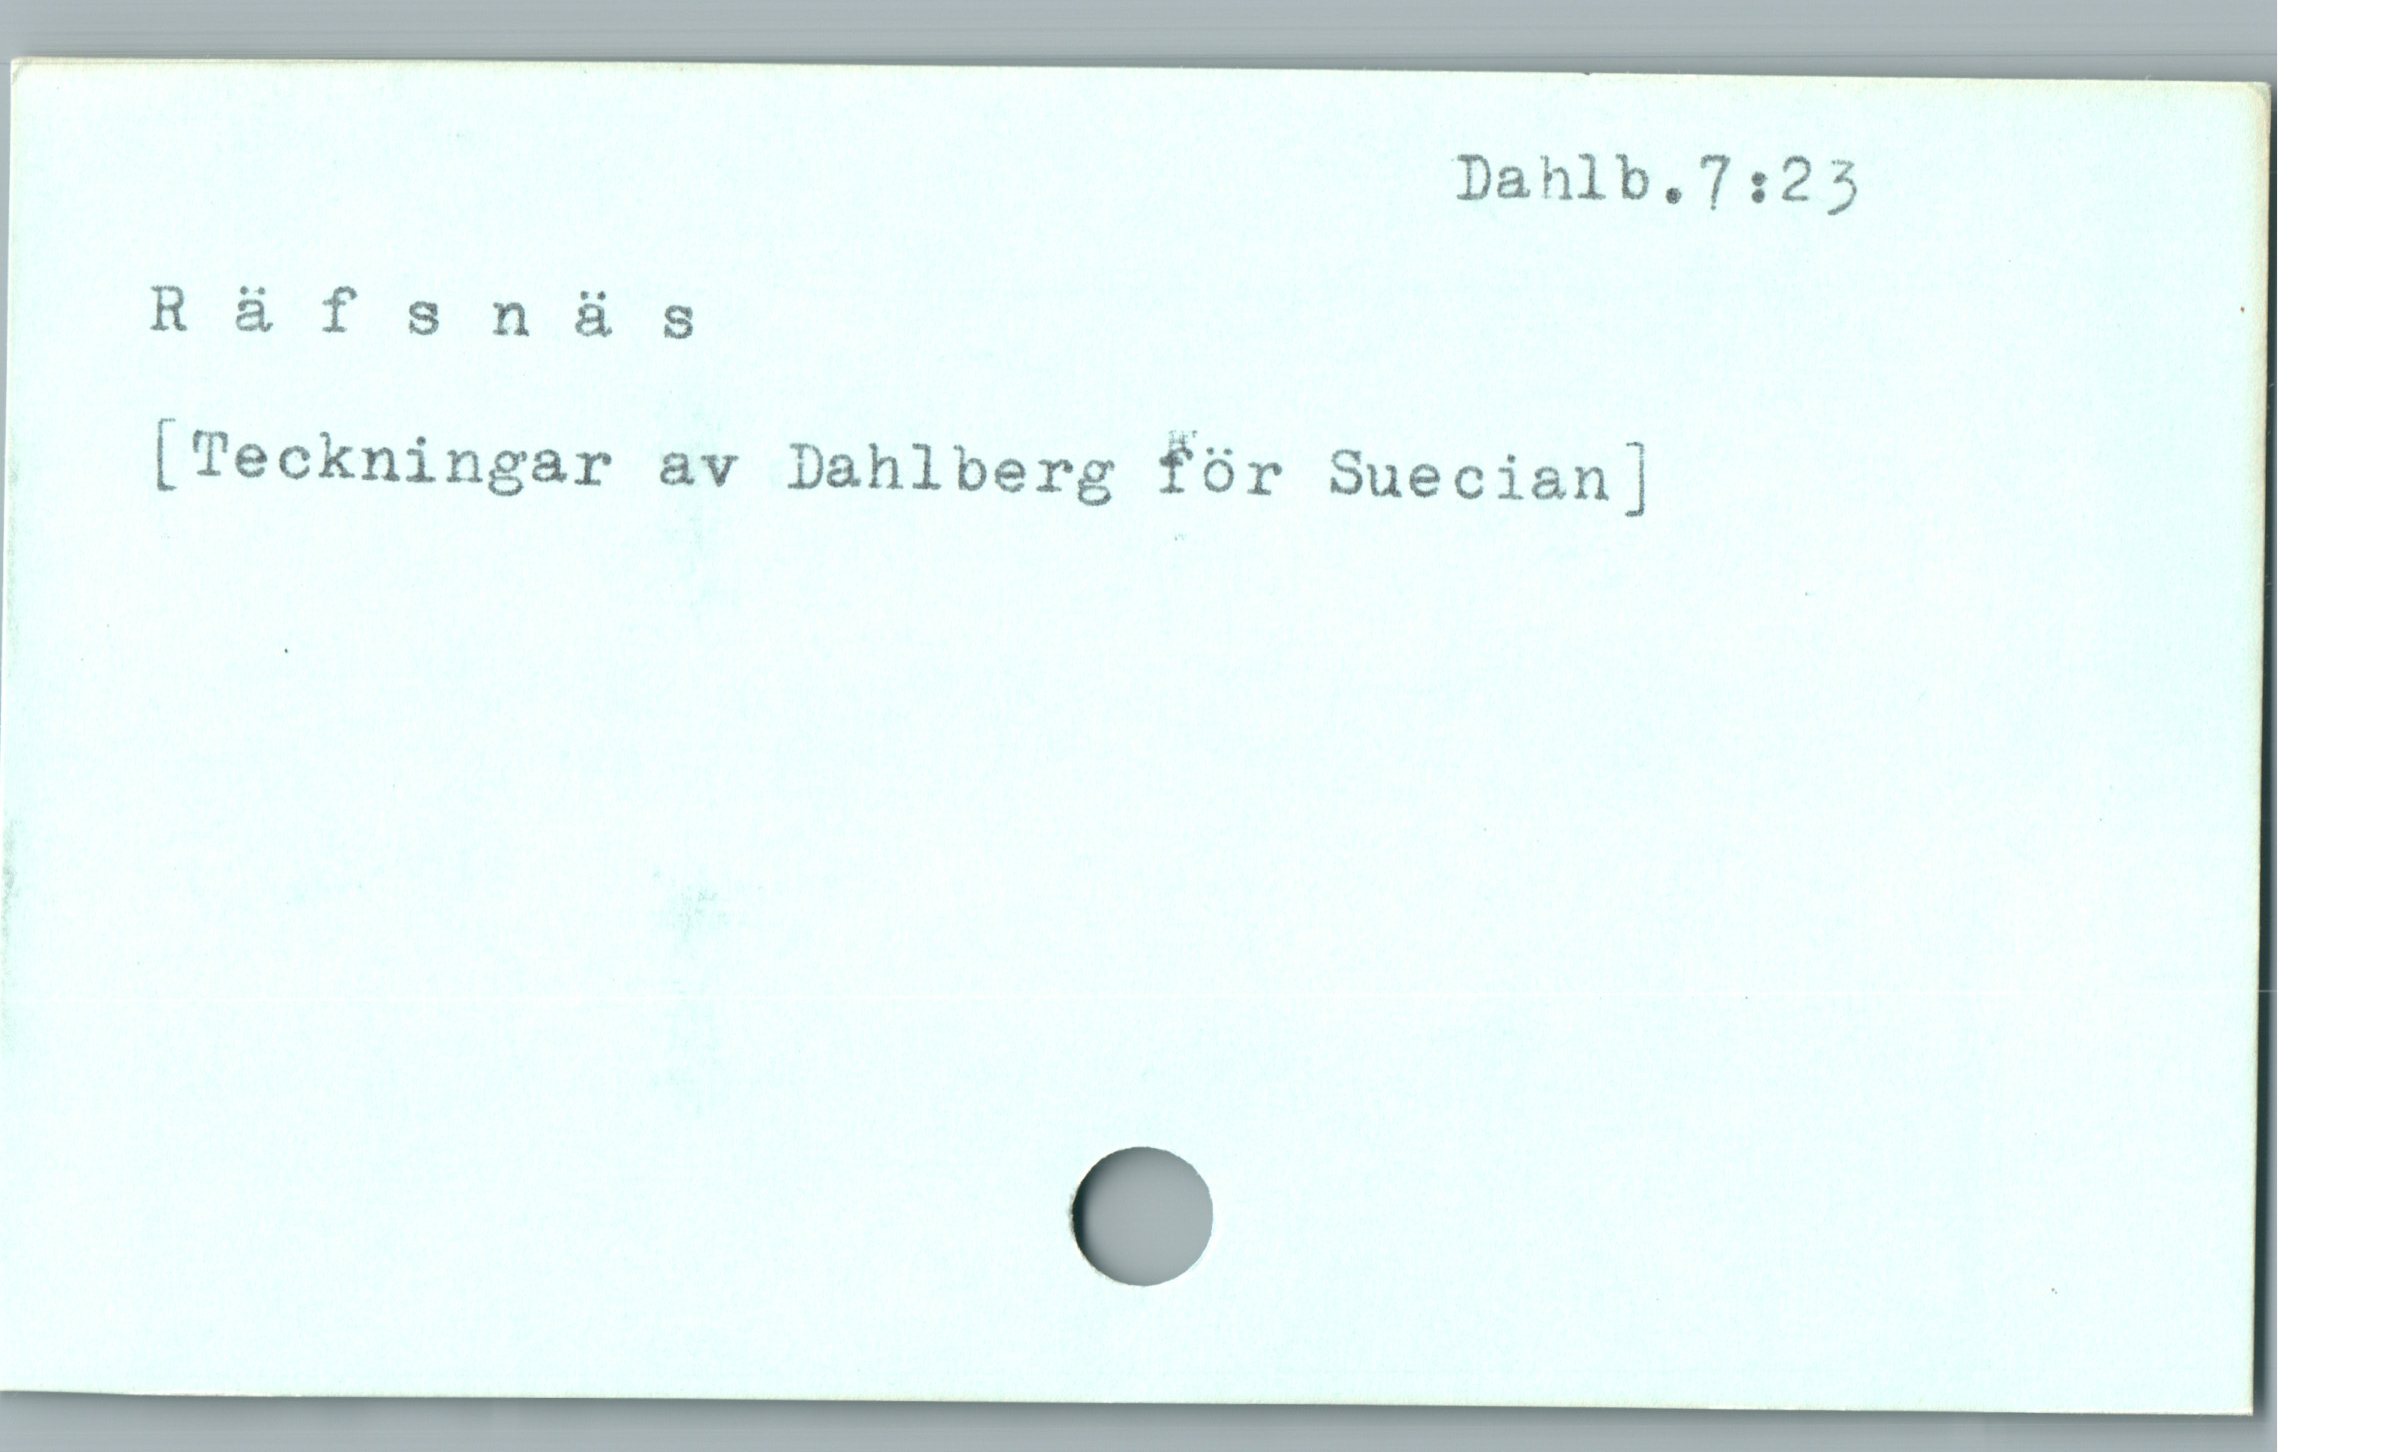 Dahlb.7:23
R ä f s n ä s
[Teckningar av Dahlberg för Suecian]